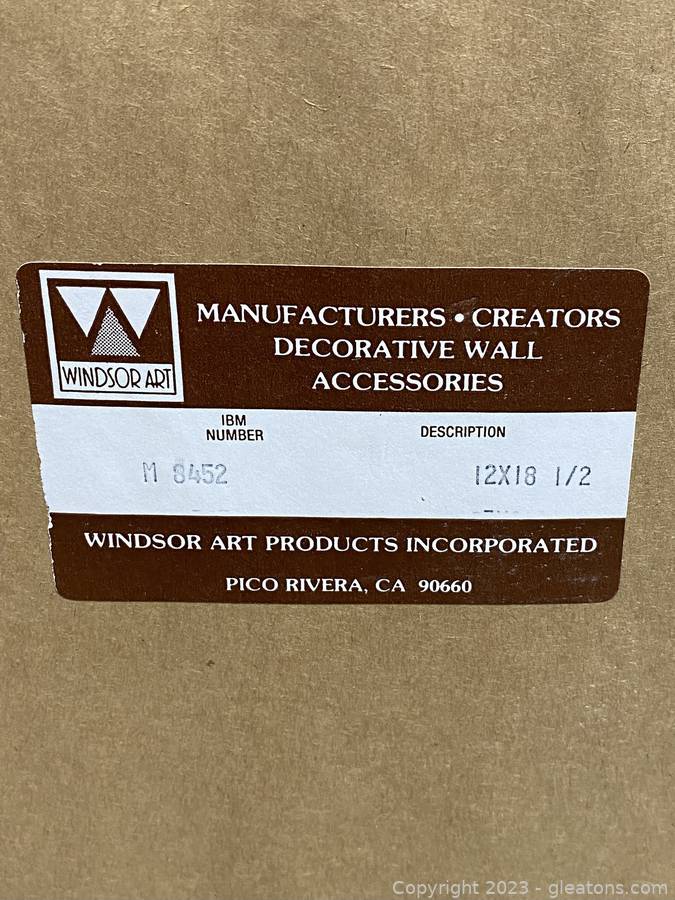 WINDSOR ART
MANUFACTURERS • CREATORS
DECORATIVE WALL
ACCESSORIES
IBM
NUMBER
DESCRIPTION
M 8452
12X18 1/2
WINDSOR ART PRODUCTS INCORPORATED
PICO RIVERA, CA 90660
Copyright 2023 - gleatons.com